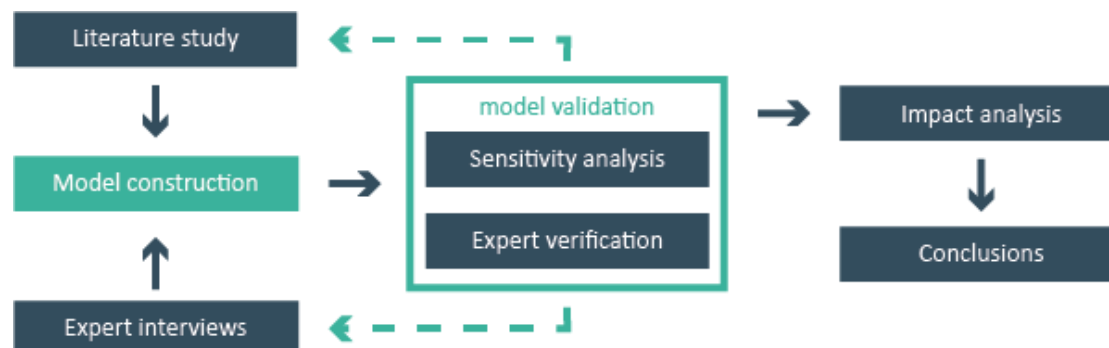 Literature study
Model construction
Expert interviews
model validation
Sensitivity analysis
Expert verification
Impact analysis
Conclusions